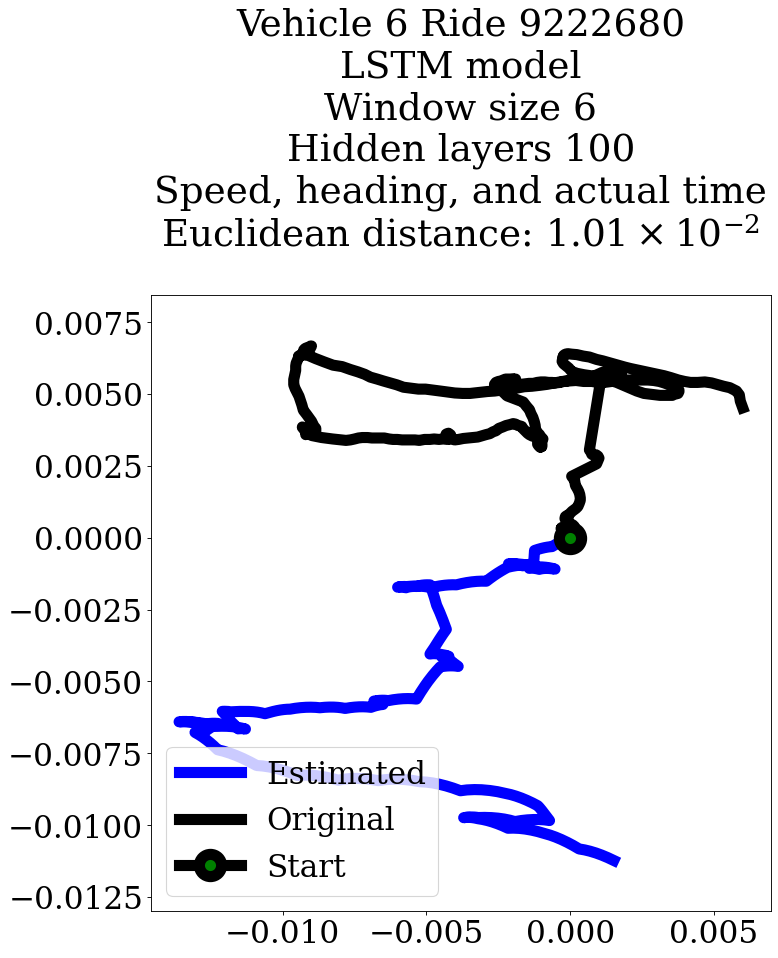 Vehicle 6 Ride 9222680
LSTM model
Window size 6
Hidden layers 100
Speed, heading, and actual time
Euclidean distance: 1.01 × 10⁻²
0.0075
0.0050
0.0025
0.0000
−0.0025
−0.0050
−0.0075
−0.0100
−0.0125
Estimated
Original
Start
−0.010 −0.005 0.000 0.005